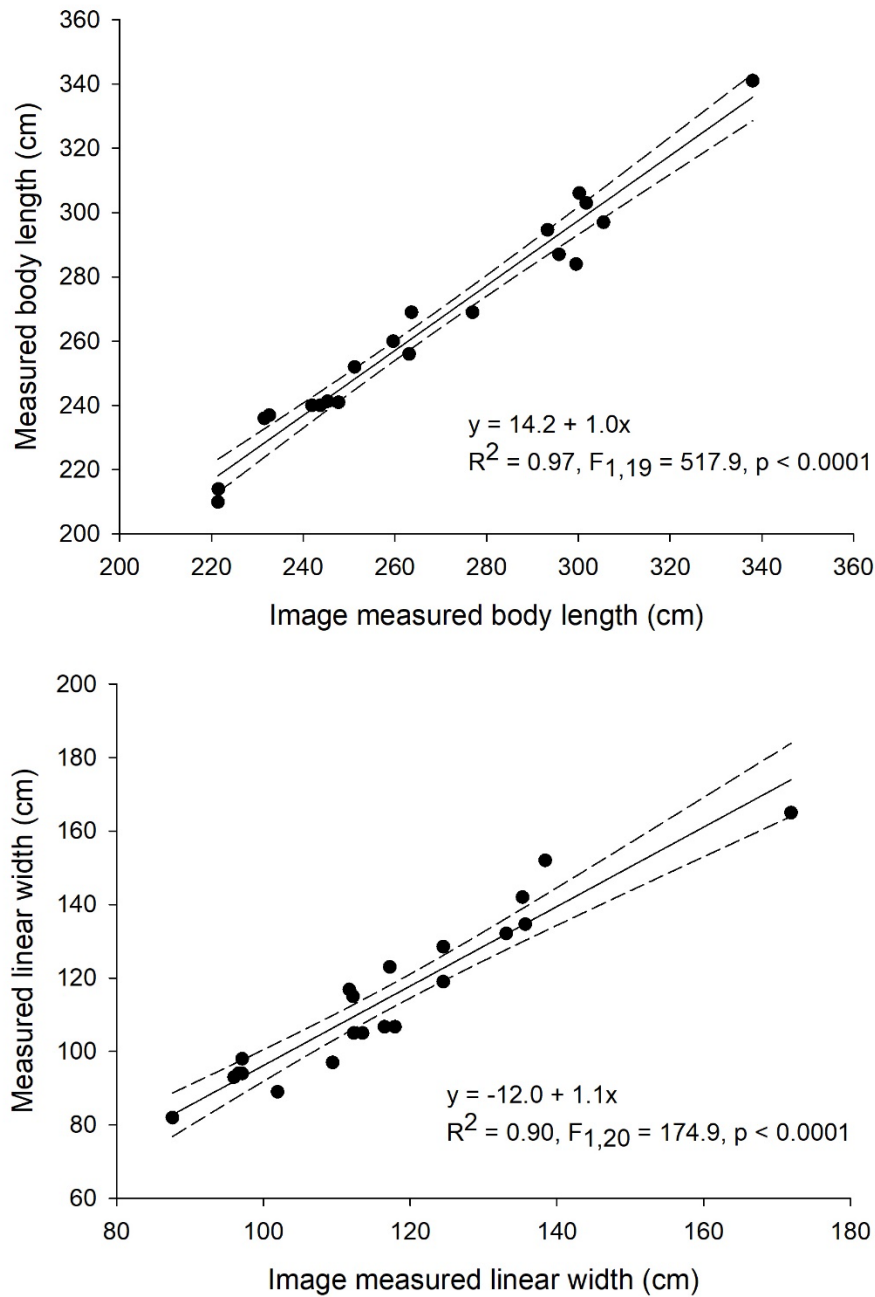 360
340
320
300
280
260
240
220
200
Measured body length (cm)
y = 14.2 + 1.0x
R² = 0.97, F₁,₁₉ = 517.9, p < 0.0001
200 220 240 260 280 300 320 340 360
Image measured body length (cm)
200
180
160
140
120
100
80
60
Measured linear width (cm)
y = -12.0 + 1.1x
R² = 0.90, F₁,₂₀ = 174.9, p < 0.0001
80 100 120 140 160 180
Image measured linear width (cm)